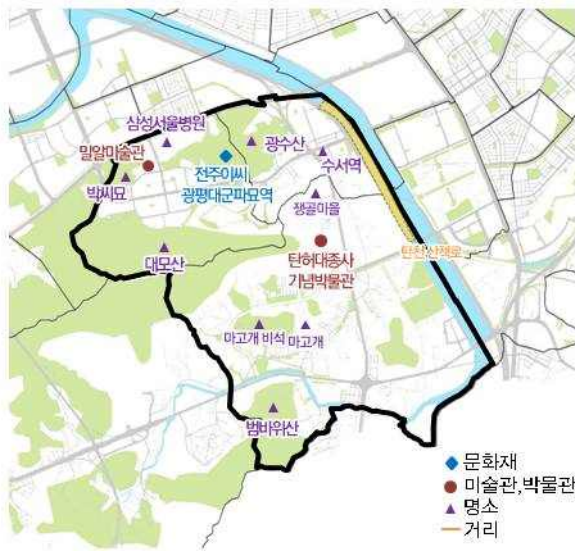 삼성서울병원
광수산
밀알미술관
수서역
전주이씨
광평대군파묘역
박씨묘
쟁골마을
탄천 산책로
대모산
탄허대종사
기념박물관
마고개 비석
마고개
범바위산
문화재
미술관,박물관
명소
거리